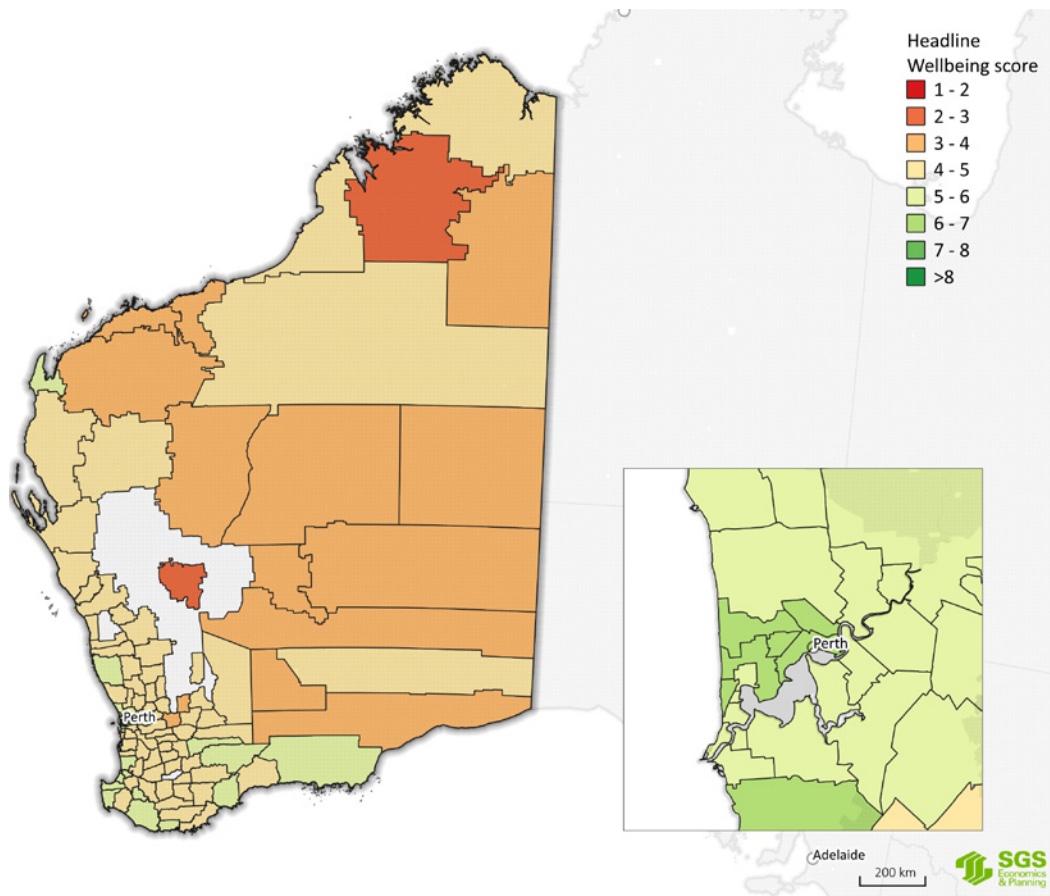 Headline
Wellbeing score
1 - 2
2 - 3
3 - 4
4 - 5
5 - 6
6 - 7
7 - 8
>8
Perth
Perth
Adelaide
200 km
SGS
Economics
& Planning